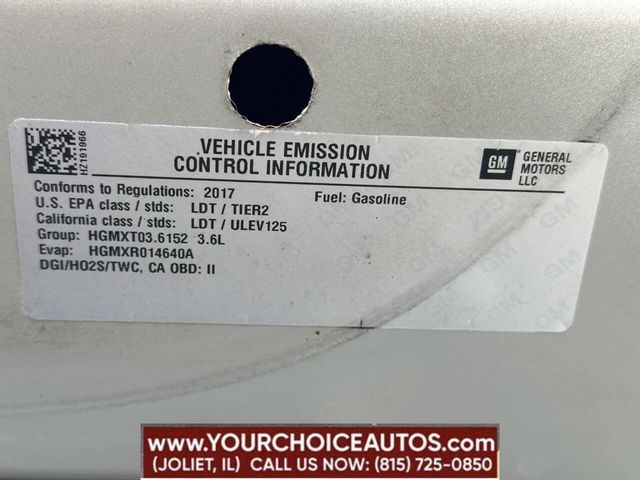 HZ191966
VEHICLE EMISSION
CONTROL INFORMATION
GM
GENERAL
MOTORS
LLC
Conforms to Regulations: 2017
Fuel: Gasoline
U.S. EPA class / stds: LDT / TIER2
California class / stds: LDT / ULEV125
Group: HGMXT03.6152 3.6L
Evap: HGMXR014640A
DGI/HO2S/TWC, CA OBD: II
WWW.YOURCHOICEAUTOS.COM
(JOLIET, IL) CALL US NOW: (815) 725-0850